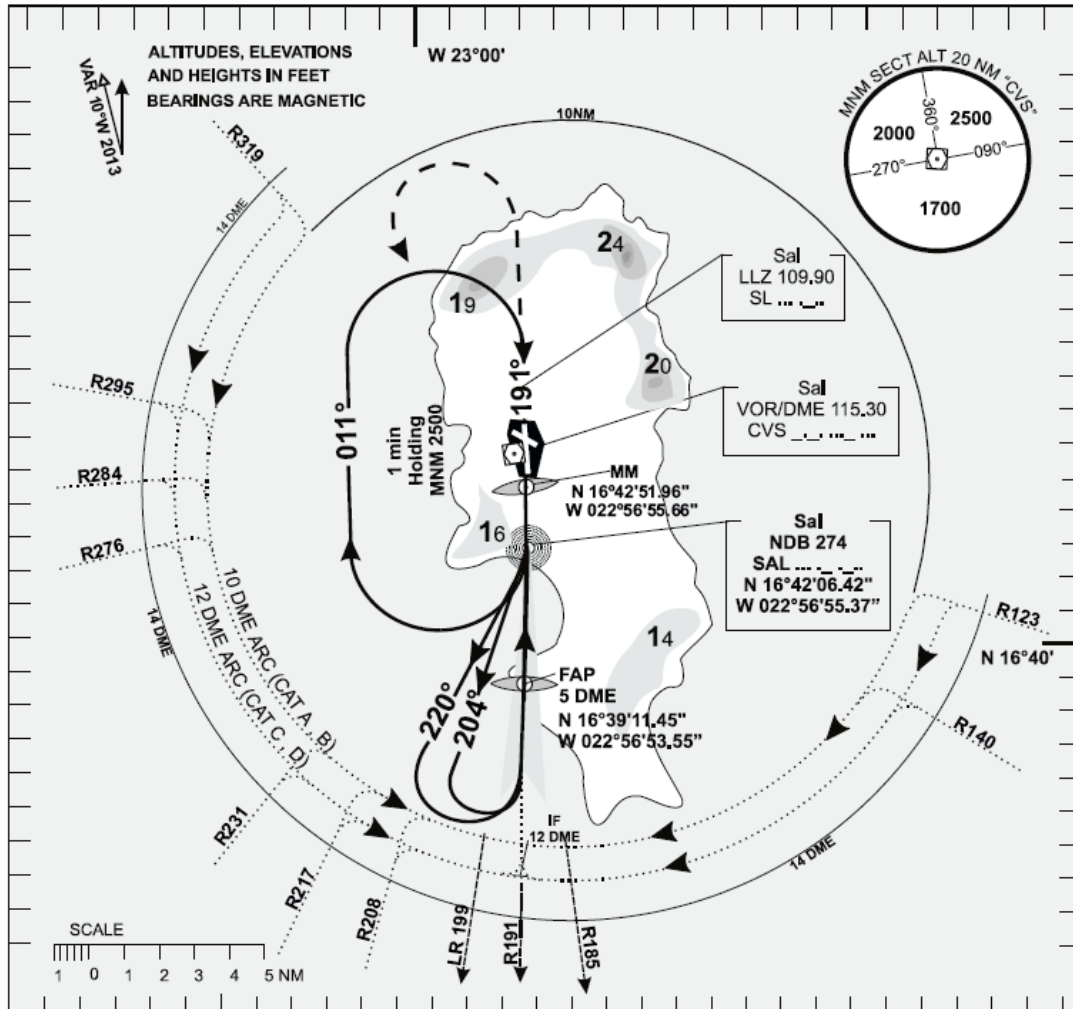 ALTITUDES, ELEVATIONS
AND HEIGHTS IN FEET
BEARINGS ARE MAGNETIC
VAR 10°W 2013
W 23°00'
MNM SECT ALT 20 NM "CVS"
360°
2000
2500
270°
090°
1700
R319
14 DME
10NM
24
19
Sal
LLZ 109.90
SL ... ._..
20
191°
011°
1 min
Holding
MNM 2500
Sal
VOR/DME 115.30
CVS _._. ..._ ...
R295
R284
R276
MM
N 16°42'51.96"
W 022°56'55.66"
16
Sal
NDB 274
SAL ... ._ ._..
N 16°42'06.42"
W 022°56'55.37"
R123
N 16°40'
14
10 DME ARC (CAT A, B)
12 DME ARC (CAT C, D)
14 DME
FAP
5 DME
N 16°39'11.45"
W 022°56'53.55"
220°
204°
R140
R231
R217
R208
IF
12 DME
14 DME
LR 199
R191
R185
SCALE
1 0 1 2 3 4 5 NM